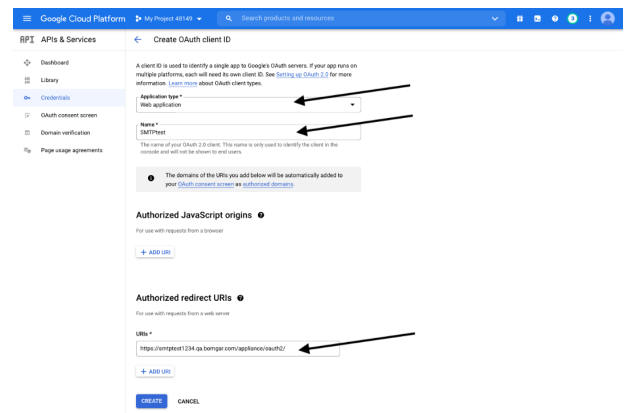 Google Cloud Platform
My Project 48149
Search products and resources
3
API APIs & Services
Create OAuth client ID
Dashboard
Library
Credentials
OAuth consent screen
Domain verification
Page usage agreements
A client ID is used to identify a single app to Google's OAuth servers. If your app runs on
multiple platforms, each will need its own client ID. See Setting up OAuth 2.0 for more
information. Learn more about OAuth client types.
Application type *
Web application
Name *
SMTPtest
The name of your OAuth 2.0 client. This name is only used to identify the client in the
console and will not be shown to end users.
The domains of the URIs you add below will be automatically added to
your OAuth consent screen as authorized domains.
Authorized JavaScript origins
For use with requests from a browser
+ ADD URI
Authorized redirect URIs
For use with requests from a web server
URIs *
https://smtptest1234.qa.bomgar.com/appliance/oauth2/
+ ADD URI
CREATE CANCEL